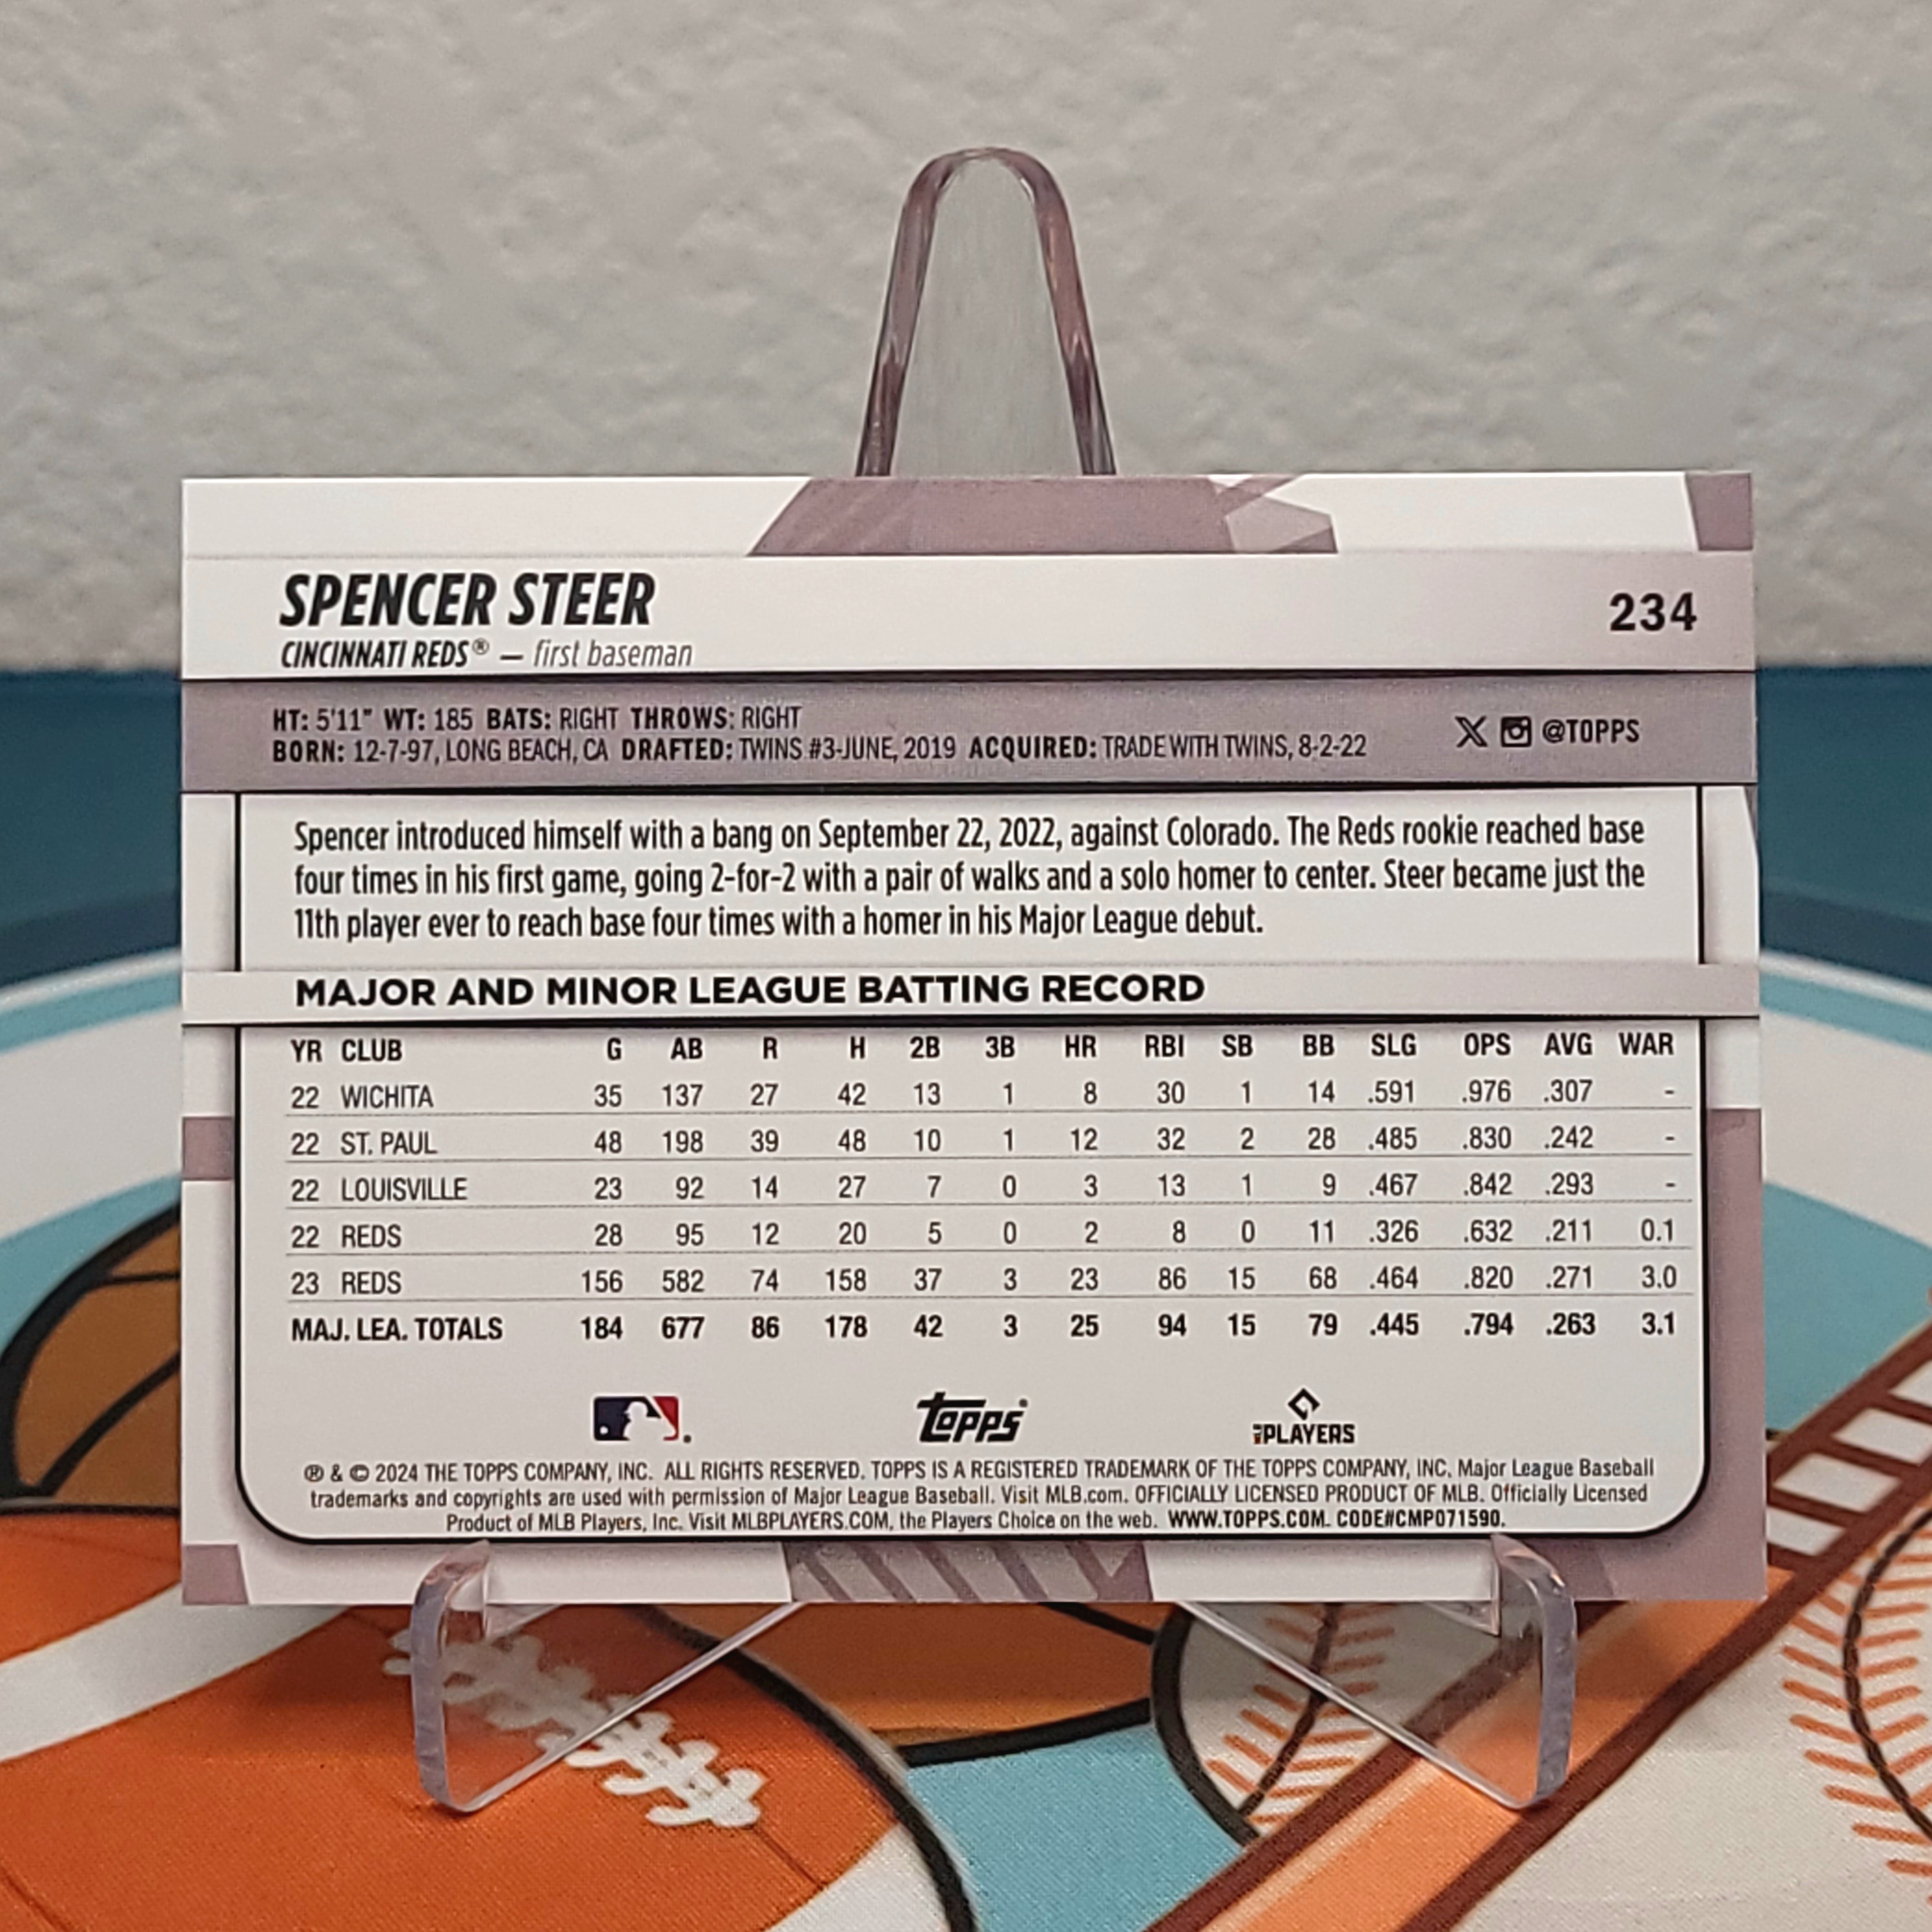 SPENCER STEER
234
CINCINNATI REDS® — first baseman
HT: 5'11" WT: 185 BATS: RIGHT THROWS: RIGHT
BORN: 12-7-97, LONG BEACH, CA DRAFTED: TWINS #3-JUNE, 2019 ACQUIRED: TRADE WITH TWINS, 8-2-22
@TOPPS
Spencer introduced himself with a bang on September 22, 2022, against Colorado. The Reds rookie reached base
four times in his first game, going 2-for-2 with a pair of walks and a solo homer to center. Steer became just the
11th player ever to reach base four times with a homer in his Major League debut.
MAJOR AND MINOR LEAGUE BATTING RECORD
YR CLUB G AB R H 2B 3B HR RBI SB BB SLG OPS AVG WAR
22 WICHITA 35 137 27 42 13 1 8 30 1 14 .591 .976 .307 -
22 ST. PAUL 48 198 39 48 10 1 12 32 2 28 .485 .830 .242 -
22 LOUISVILLE 23 92 14 27 7 0 3 13 1 9 .467 .842 .293 -
22 REDS 28 95 12 20 5 0 2 8 0 11 .326 .632 .211 0.1
23 REDS 156 582 74 158 37 3 23 86 15 68 .464 .820 .271 3.0
MAJ. LEA. TOTALS 184 677 86 178 42 3 25 94 15 79 .445 .794 .263 3.1
topps
PLAYERS
® & © 2024 THE TOPPS COMPANY, INC. ALL RIGHTS RESERVED. TOPPS IS A REGISTERED TRADEMARK OF THE TOPPS COMPANY, INC. Major League Baseball
trademarks and copyrights are used with permission of Major League Baseball. Visit MLB.com. OFFICIALLY LICENSED PRODUCT OF MLB. Officially Licensed
Product of MLB Players, Inc. Visit MLBPLAYERS.COM, the Players Choice on the web. WWW.TOPPS.COM. CODE#CMP071590.